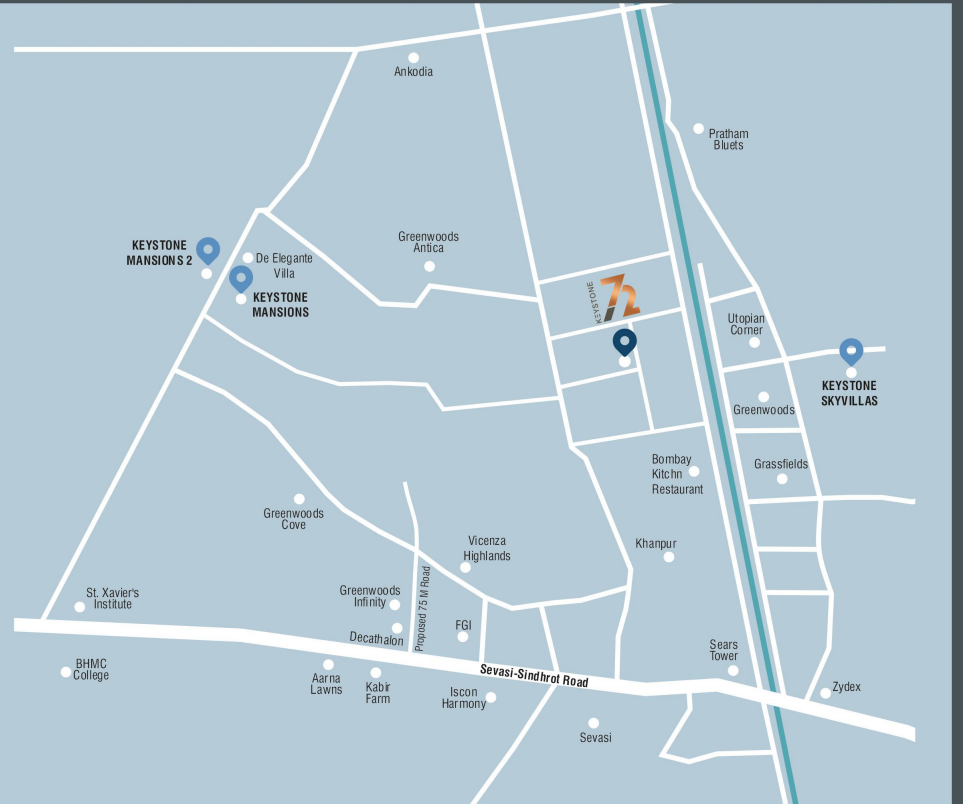 Ankodia
Pratham
Bluets
KEYSTONE
MANSIONS 2
De Elegante
Villa
KEYSTONE
MANSIONS
Greenwoods
Antica
KEYSTONE
72
Utopian
Corner
KEYSTONE
SKYVILLAS
Greenwoods
Grassfields
Bombay
Kitchn
Restaurant
Greenwoods
Cove
Vicenza
Highlands
Khanpur
St. Xavier's
Institute
Greenwoods
Infinity
Decathalon
Proposed 75 M Road
FGI
BHMC
College
Aarna
Lawns
Kabir
Farm
Iscon
Harmony
Sevasi-Sindhrot Road
Sears
Tower
Zydex
Sevasi